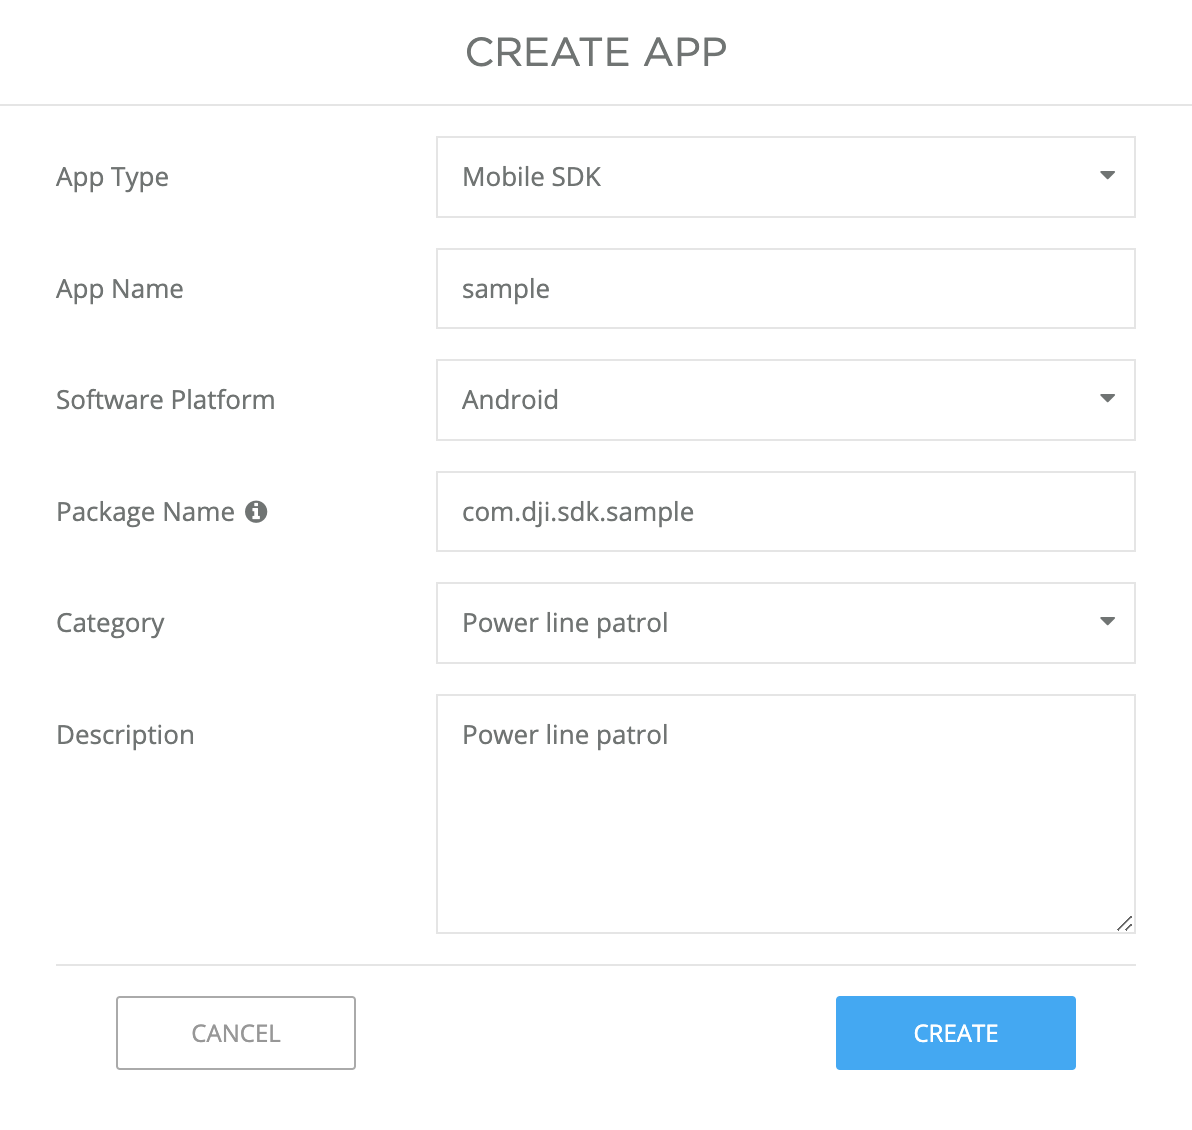 CREATE APP
App Type
Mobile SDK
App Name
sample
Software Platform
Android
Package Name
com.dji.sdk.sample
Category
Power line patrol
Description
Power line patrol
CANCEL
CREATE